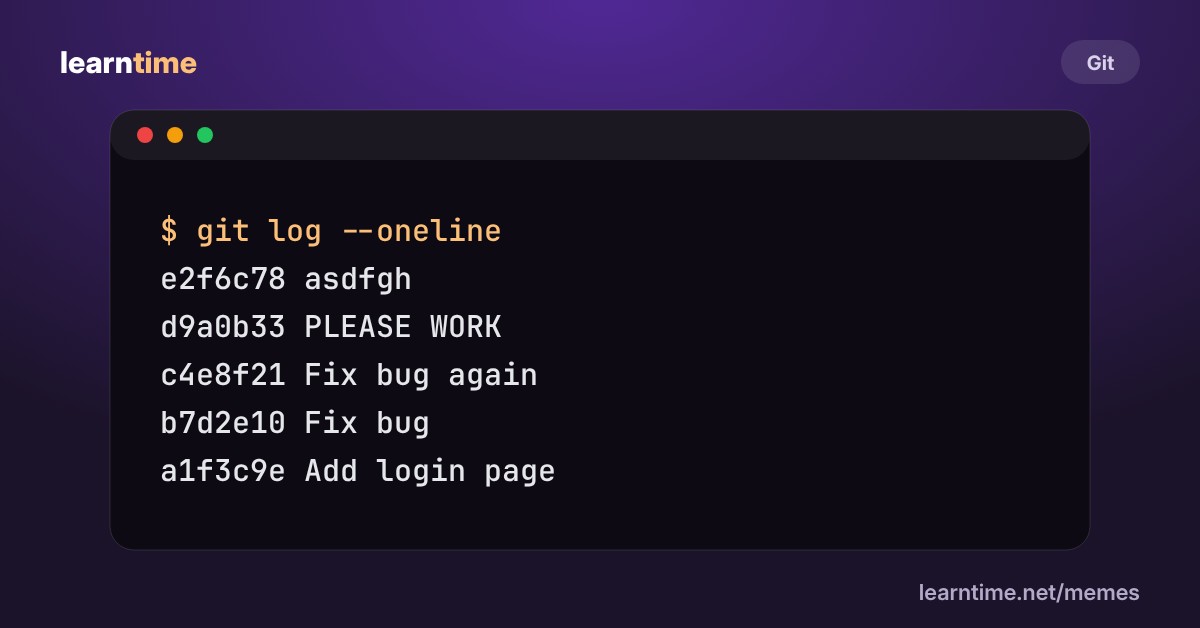 learntime
Git
$ git log --oneline
e2f6c78 asdfgh
d9a0b33 PLEASE WORK
c4e8f21 Fix bug again
b7d2e10 Fix bug
a1f3c9e Add login page
learntime.net/memes